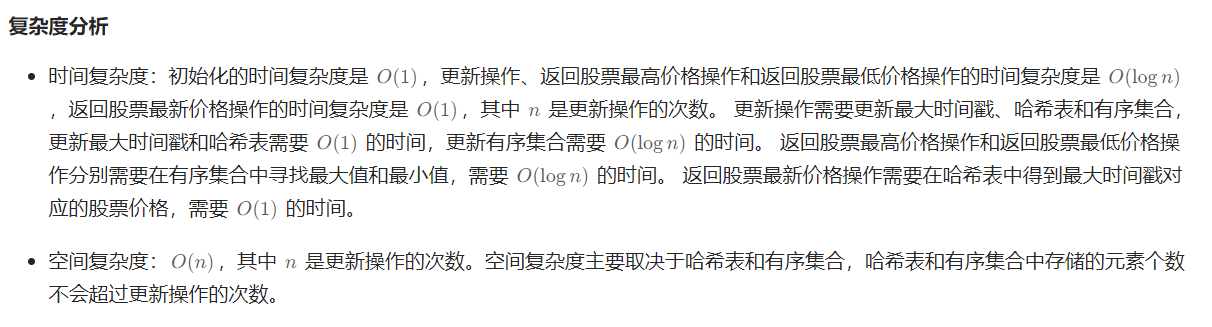 复杂度分析
• 时间复杂度：初始化的时间复杂度是 O(1)，更新操作、返回股票最高价格操作和返回股票最低价格操作的时间复杂度是 O(log n)
，返回股票最新价格操作的时间复杂度是 O(1)，其中 n 是更新操作的次数。 更新操作需要更新最大时间戳、哈希表和有序集合，
更新最大时间戳和哈希表需要 O(1) 的时间，更新有序集合需要 O(log n) 的时间。 返回股票最高价格操作和返回股票最低价格操
作分别需要在有序集合中寻找最大值和最小值，需要 O(log n) 的时间。 返回股票最新价格操作需要在哈希表中得到最大时间戳对
应的股票价格，需要 O(1) 的时间。
• 空间复杂度：O(n)，其中 n 是更新操作的次数。空间复杂度主要取决于哈希表和有序集合，哈希表和有序集合中存储的元素个数
不会超过更新操作的次数。